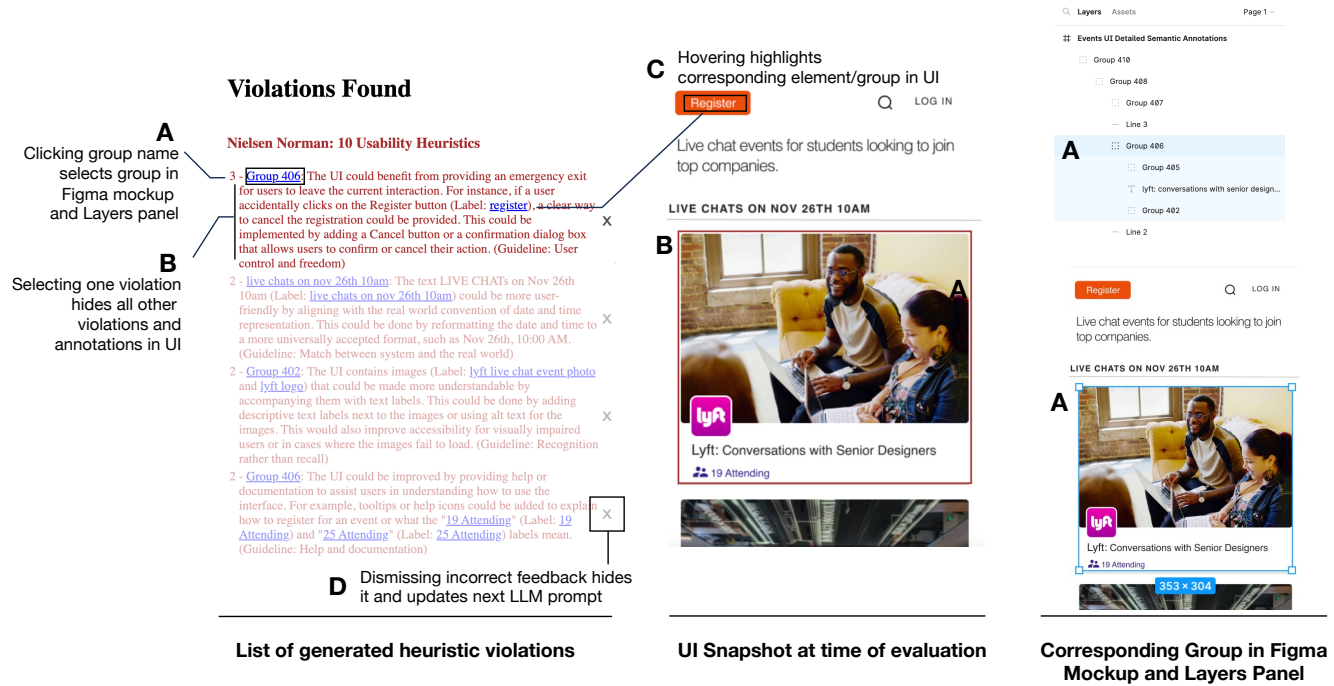 Violations Found
A
Clicking group name
selects group in
Figma mockup
and Layers panel
B
Selecting one violation
hides all other
violations and
annotations in UI
Nielsen Norman: 10 Usability Heuristics
3 - Group 406: The UI could benefit from providing an emergency exit
for users to leave the current interaction. For instance, if a user
accidentally clicks on the Register button (Label: register), a clear way
to cancel the registration could be provided. This could be
implemented by adding a Cancel button or a confirmation dialog box
that allows users to confirm or cancel their action. (Guideline: User
control and freedom)
X
2 - live chats on nov 26th 10am: The text LIVE CHATs on Nov 26th
10am (Label: live chats on nov 26th 10am) could be more user-
friendly by aligning with the real world convention of date and time
representation. This could be done by reformatting the date and time to
a more universally accepted format, such as Nov 26th, 10:00 AM.
(Guideline: Match between system and the real world)
X
2 - Group 402: The UI contains images (Label: lyft live chat event photo
and lyft logo) that could be made more understandable by
accompanying them with text labels. This could be done by adding
descriptive text labels next to the images or using alt text for the
images. This would also improve accessibility for visually impaired
users or in cases where the images fail to load. (Guideline: Recognition
rather than recall)
X
2 - Group 406: The UI could be improved by providing help or
documentation to assist users in understanding how to use the
interface. For example, tooltips or help icons could be added to explain
how to register for an event or what the "19 Attending" (Label: 19
Attending) and "25 Attending" (Label: 25 Attending) labels mean.
(Guideline: Help and documentation)
X
D
Dismissing incorrect feedback hides
it and updates next LLM prompt
List of generated heuristic violations
C
Hovering highlights
corresponding element/group in UI
Register
LOG IN
Live chat events for students looking to join
top companies.
LIVE CHATS ON NOV 26TH 10AM
B
A
lyft
Lyft: Conversations with Senior Designers
19 Attending
UI Snapshot at time of evaluation
Layers Assets Page 1
Events UI Detailed Semantic Annotations
Group 410
Group 408
Group 407
Line 3
A
Group 406
Group 405
T lyft: conversations with senior design...
Group 402
Line 2
Register
LOG IN
Live chat events for students looking to join
top companies.
LIVE CHATS ON NOV 26TH 10AM
A
lyft
Lyft: Conversations with Senior Designers
19 Attending
353 × 304
Corresponding Group in Figma
Mockup and Layers Panel